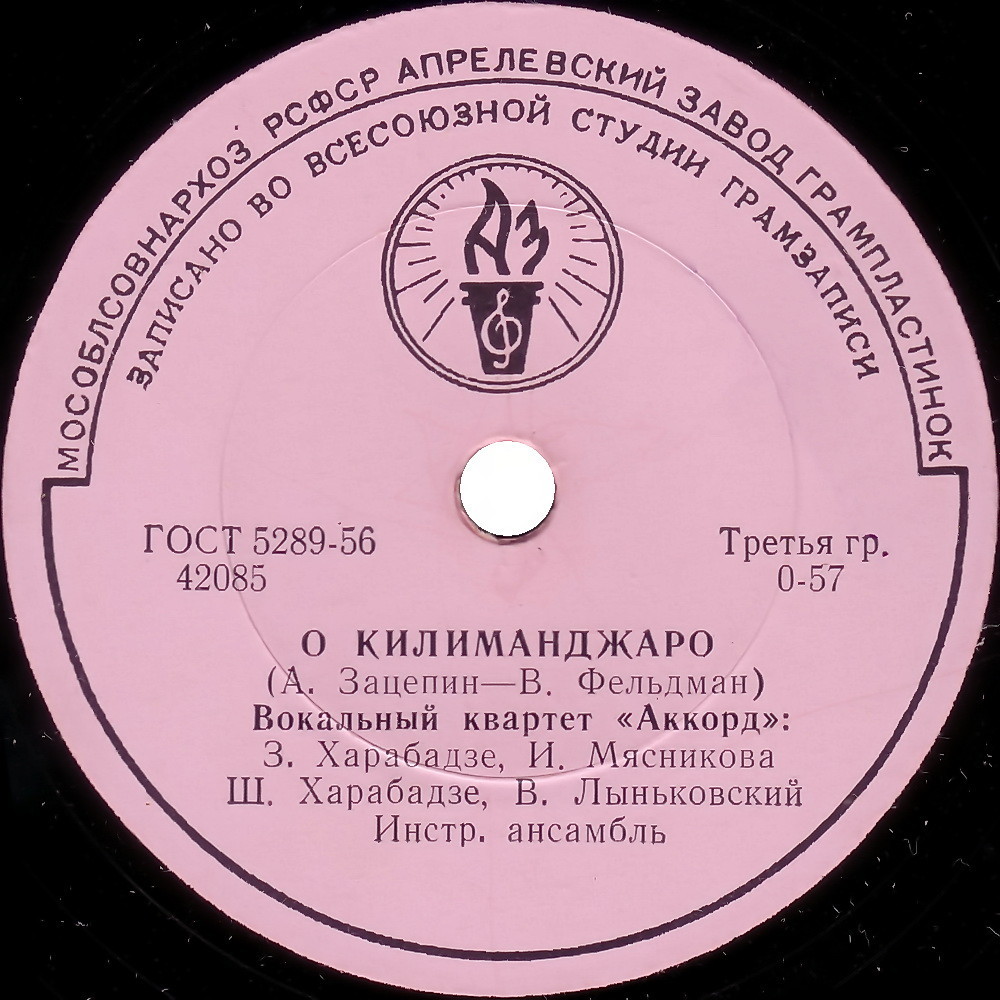 МОСОБЛСОВНАРХОЗ РСФСР АПРЕЛЕВСКИЙ ЗАВОД ГРАМПЛАСТИНОК
ЗАПИСАНО ВО ВСЕСОЮЗНОЙ СТУДИИ ГРАМЗАПИСИ
АЗ
ГОСТ 5289-56
42085
Третья гр.
0-57
О КИЛИМАНДЖАРО
(А. Зацепин—В. Фельдман)
Вокальный квартет «Аккорд»:
З. Харабадзе, И. Мясникова
Ш. Харабадзе, В. Лыньковский
Инстр. ансамбль